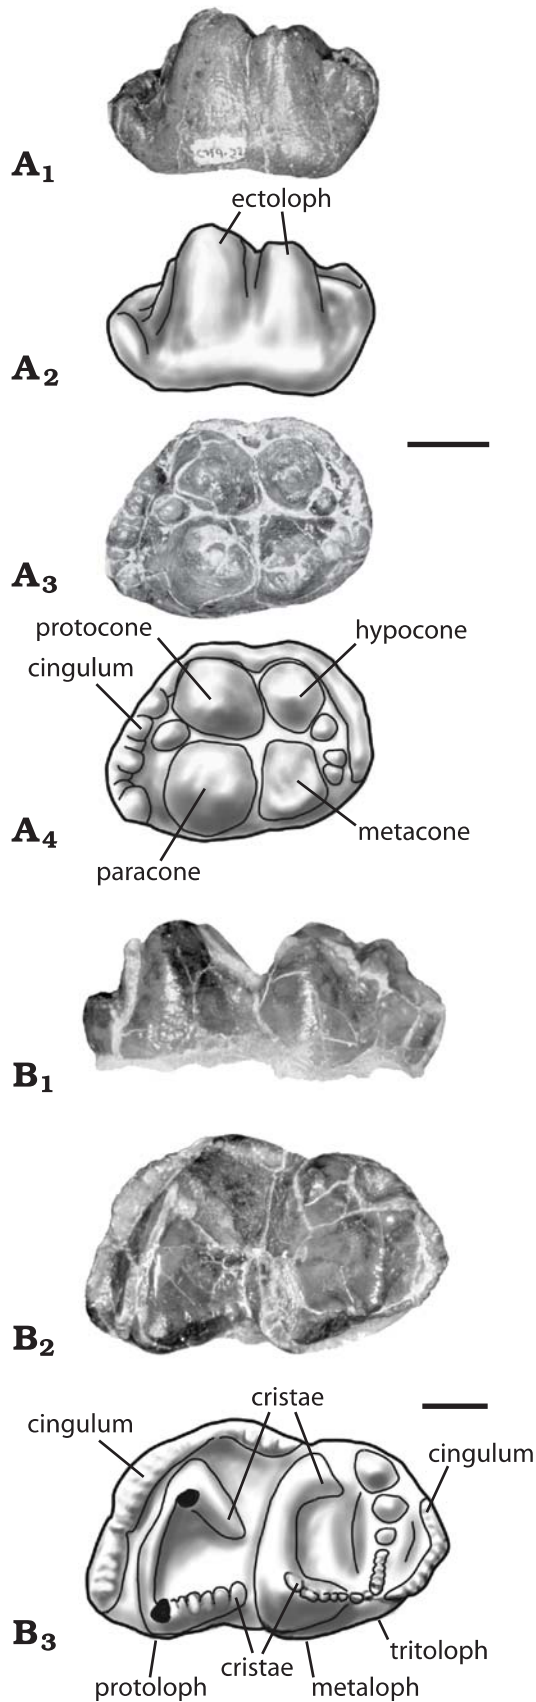 A1
ectoloph
A2
A3
protocone
hypocone
cingulum
A4
metacone
paracone
B1
B2
cristae
cingulum
cingulum
B3
tritoloph
cristae
protoloph
metaloph